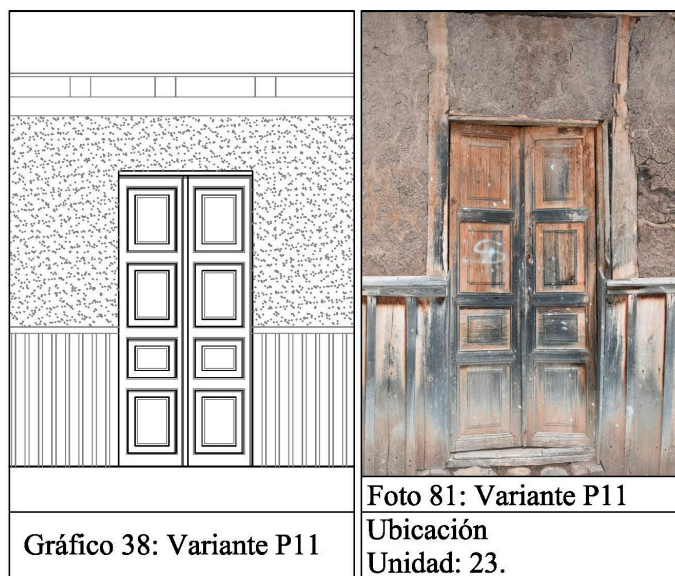 Gráfico 38: Variante P11
Foto 81: Variante P11
Ubicación
Unidad: 23.